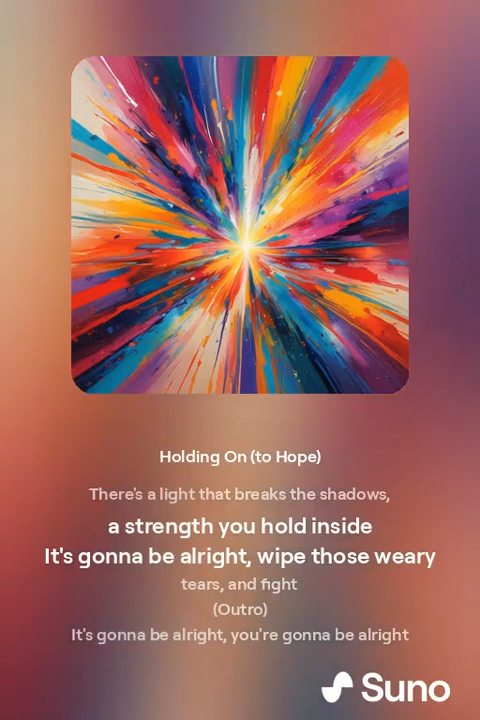 Holding On (to Hope)
There's a light that breaks the shadows,
a strength you hold inside
It's gonna be alright, wipe those weary
tears, and fight
(Outro)
It's gonna be alright, you're gonna be alright
Suno